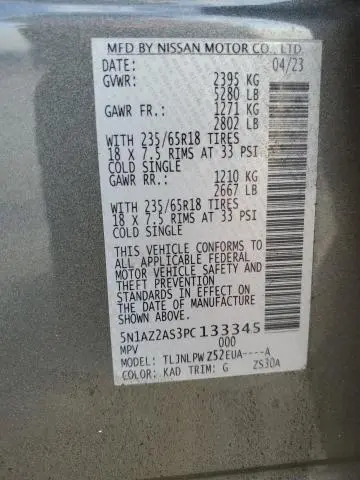 MFD BY NISSAN MOTOR CO., LTD.
DATE: 04/23
GVWR: 2395 KG
5280 LB
GAWR FR.: 1271 KG
2802 LB
WITH 235/65R18 TIRES
18 X 7.5 RIMS AT 33 PSI
COLD SINGLE
GAWR RR.: 1210 KG
2667 LB
WITH 235/65R18 TIRES
18 X 7.5 RIMS AT 33 PSI
COLD SINGLE
THIS VEHICLE CONFORMS TO
ALL APPLICABLE FEDERAL
MOTOR VEHICLE SAFETY AND
THEFT PREVENTION
STANDARDS IN EFFECT ON
THE DATE OF MANUFACTURE
SHOWN ABOVE.
5N1AZ2AS3PC133345
MPV 000
MODEL: TLJNLPW Z52EUA----A
COLOR: KAD TRIM: G ZS30A